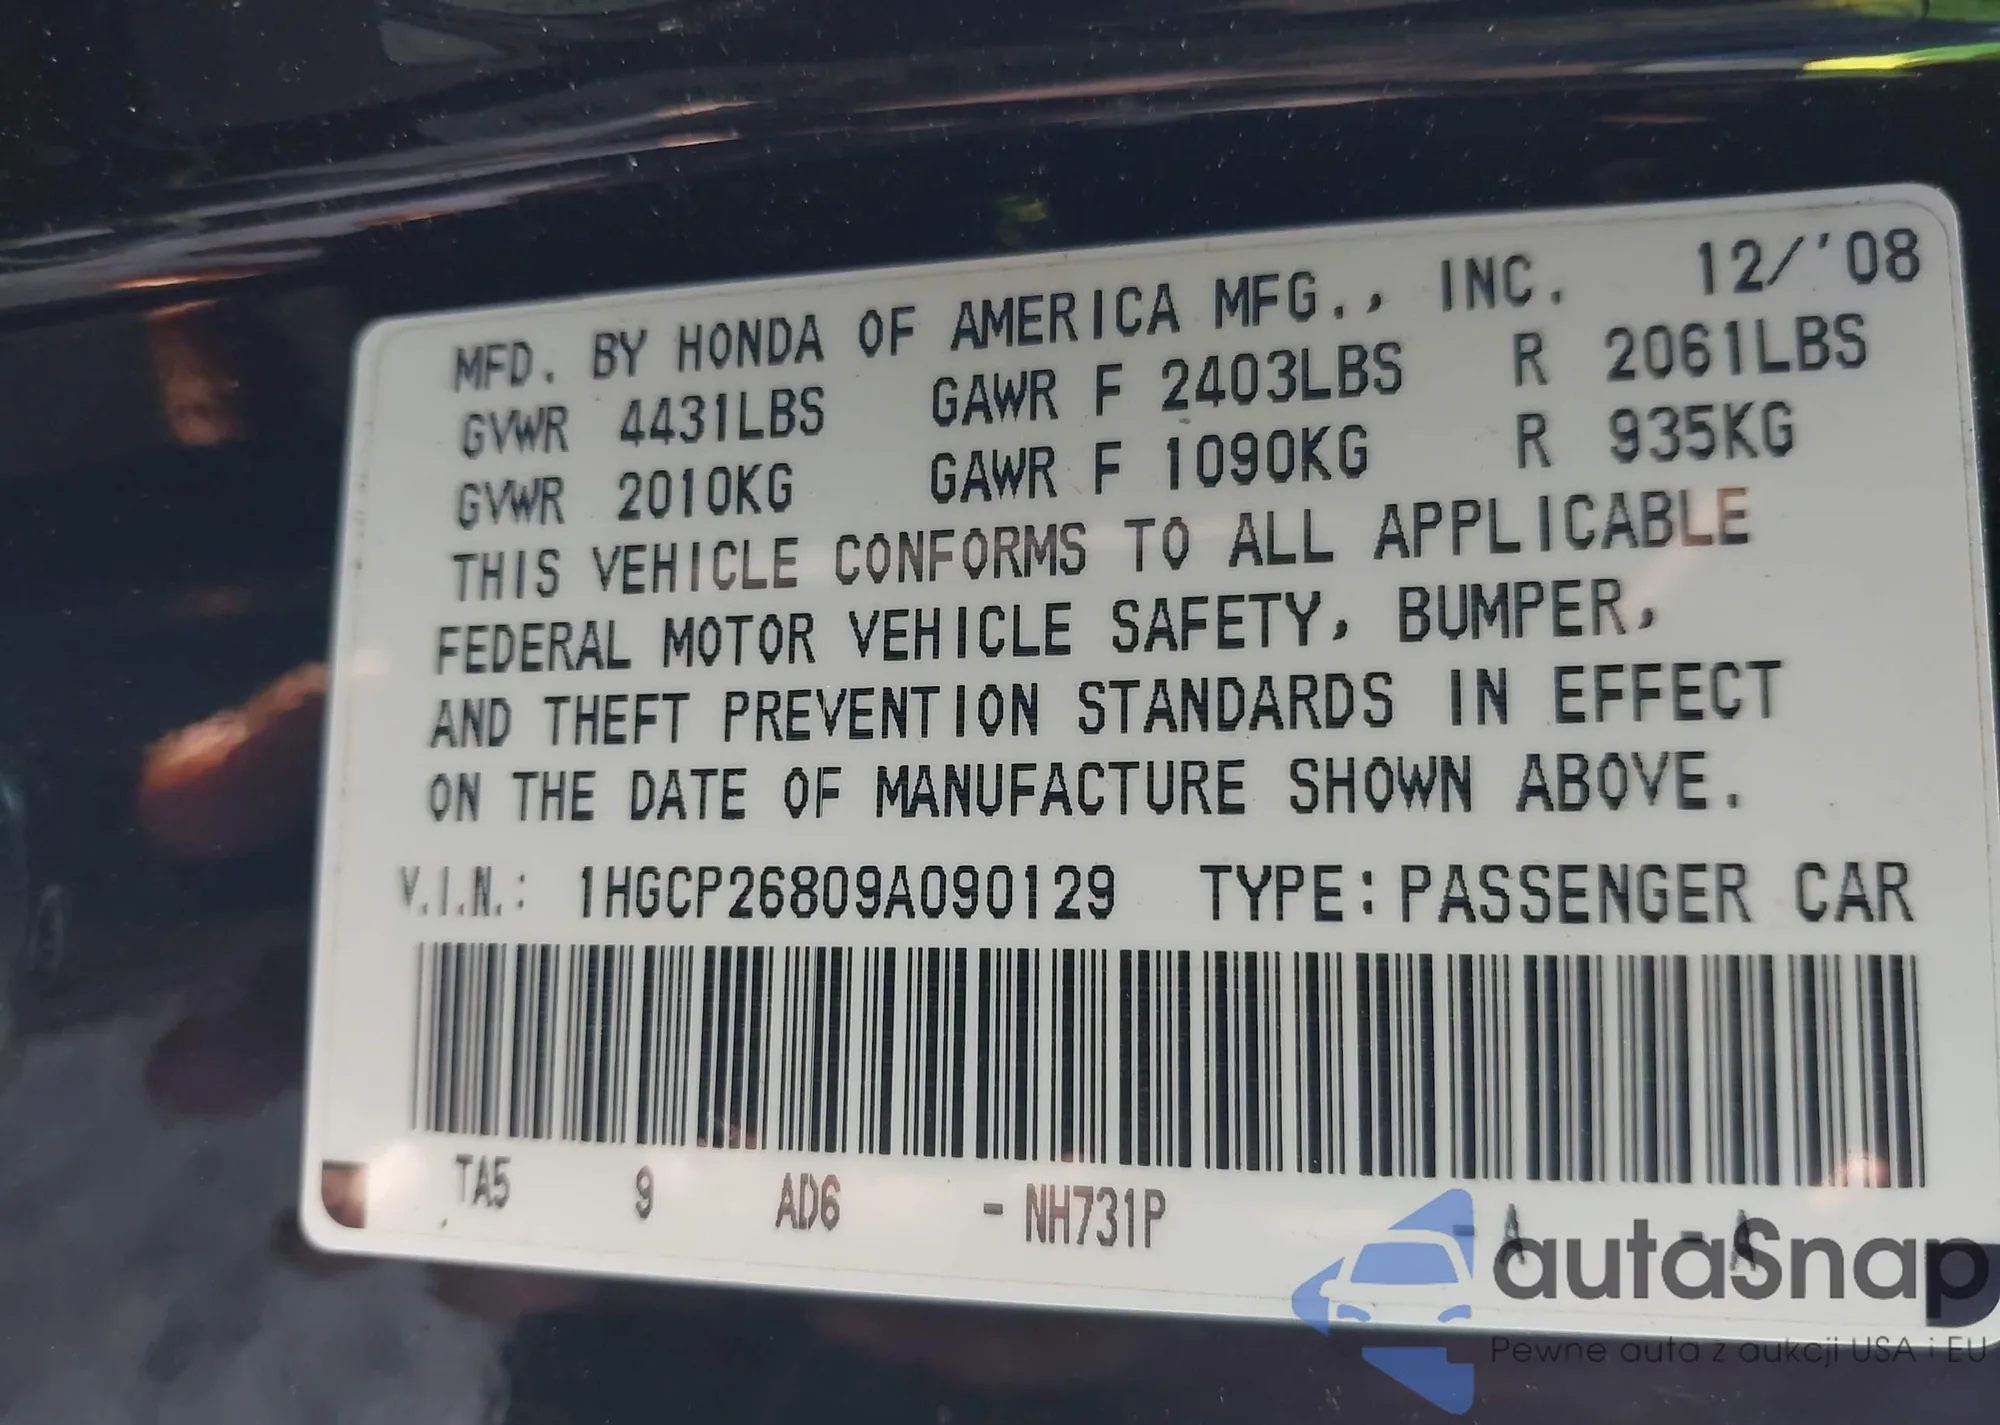 MFD. BY HONDA OF AMERICA MFG., INC. 12/'08
GVWR 4431LBS GAWR F 2403LBS R 2061LBS
GVWR 2010KG GAWR F 1090KG R 935KG
THIS VEHICLE CONFORMS TO ALL APPLICABLE
FEDERAL MOTOR VEHICLE SAFETY, BUMPER,
AND THEFT PREVENTION STANDARDS IN EFFECT
ON THE DATE OF MANUFACTURE SHOWN ABOVE.
V.I.N.: 1HGCP26809A090129 TYPE: PASSENGER CAR
TA5 9 AD6 - NH731P - A - A
autaSnap
Pewne auta z aukcji USA i EU